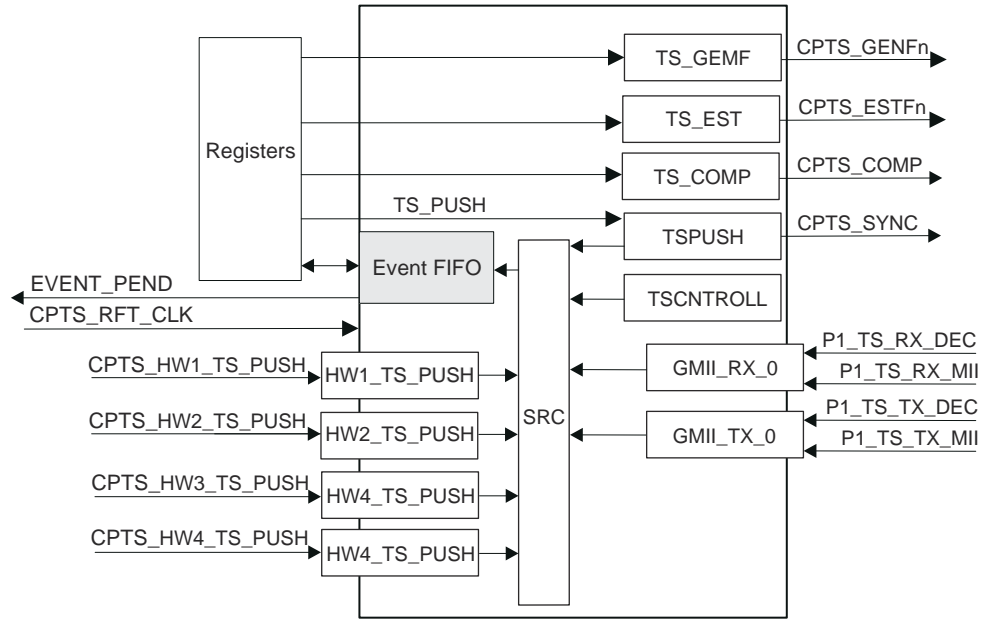 TS_GEMF
CPTS_GENFn
TS_EST
CPTS_ESTFn
Registers
TS_COMP
CPTS_COMP
TS_PUSH
TSPUSH
CPTS_SYNC
Event FIFO
EVENT_PEND
TSCNTROLL
CPTS_RFT_CLK
P1_TS_RX_DEC
CPTS_HW1_TS_PUSH
HW1_TS_PUSH
GMII_RX_0
P1_TS_RX_MII
SRC
P1_TS_TX_DEC
CPTS_HW2_TS_PUSH
HW2_TS_PUSH
GMII_TX_0
P1_TS_TX_MII
CPTS_HW3_TS_PUSH
HW4_TS_PUSH
CPTS_HW4_TS_PUSH
HW4_TS_PUSH